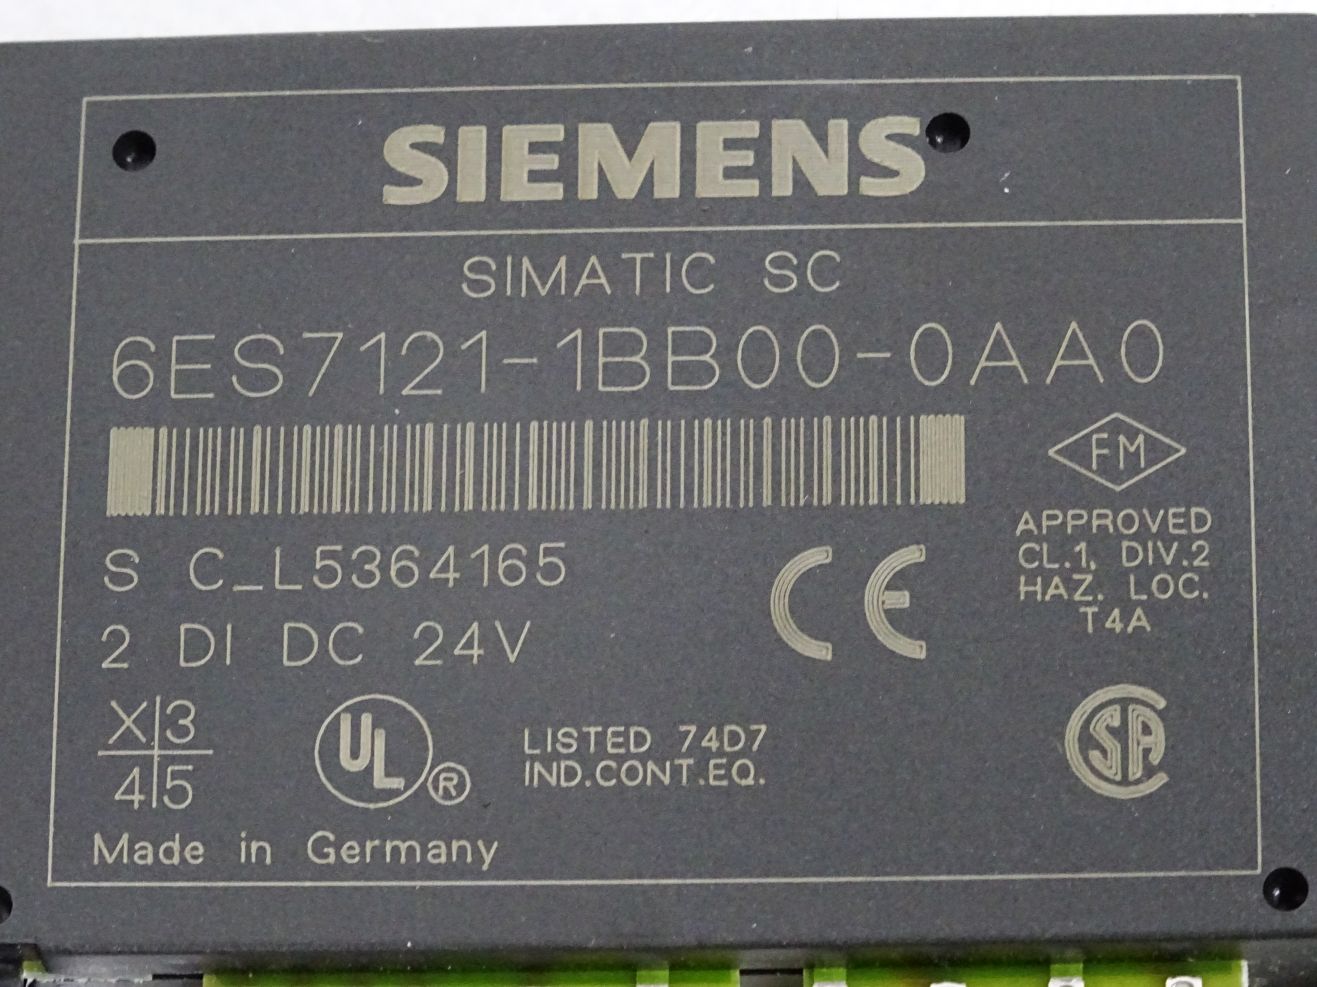 SIEMENS
SIMATIC SC
6ES7121-1BB00-0AA0
FM
APPROVED
CL.1, DIV.2
HAZ. LOC.
T4A
S C_L5364165
CE
2 DI DC 24V
X 3
4 5
UL ®
LISTED 74D7
IND.CONT.EQ.
SA
Made in Germany